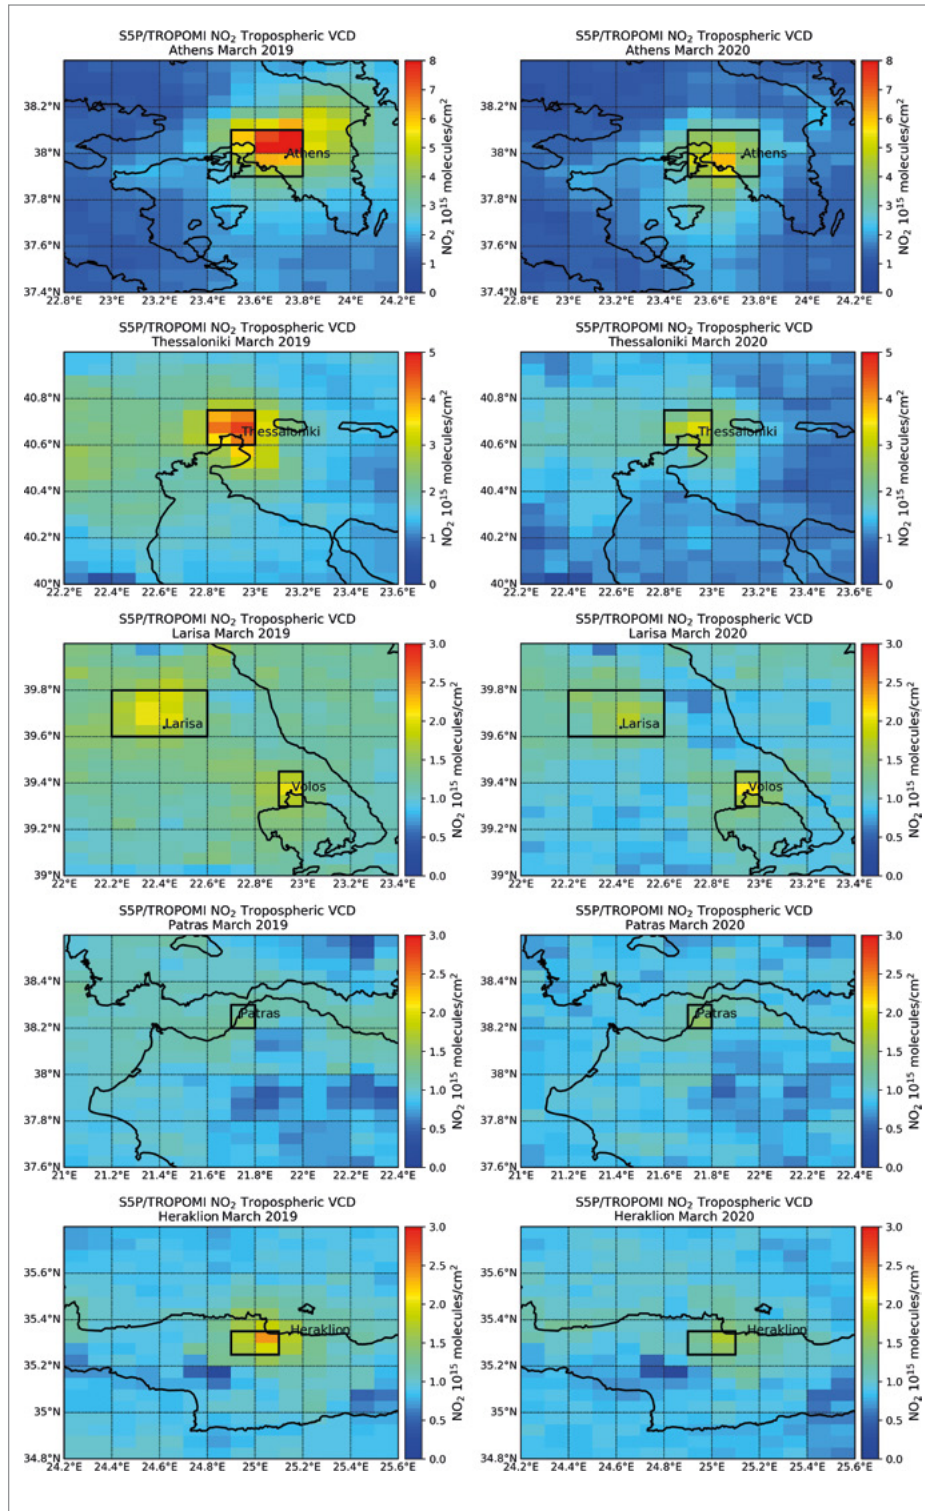 S5P/TROPOMI NO2 Tropospheric VCD
Athens March 2019
38.2°N
38°N
37.8°N
37.6°N
37.4°N
22.8°E 23°E 23.2°E 23.4°E 23.6°E 23.8°E 24°E 24.2°E
Athens
8
7
6
5
4
3
2
1
0
NO2 10^15 molecules/cm^2
S5P/TROPOMI NO2 Tropospheric VCD
Athens March 2020
38.2°N
38°N
37.8°N
37.6°N
37.4°N
22.8°E 23°E 23.2°E 23.4°E 23.6°E 23.8°E 24°E 24.2°E
Athens
8
7
6
5
4
3
2
1
0
NO2 10^15 molecules/cm^2
S5P/TROPOMI NO2 Tropospheric VCD
Thessaloniki March 2019
40.8°N
40.6°N
40.4°N
40.2°N
40°N
22.2°E 22.4°E 22.6°E 22.8°E 23°E 23.2°E 23.4°E 23.6°E
Thessaloniki
5
4
3
2
1
0
NO2 10^15 molecules/cm^2
S5P/TROPOMI NO2 Tropospheric VCD
Thessaloniki March 2020
40.8°N
40.6°N
40.4°N
40.2°N
40°N
22.2°E 22.4°E 22.6°E 22.8°E 23°E 23.2°E 23.4°E 23.6°E
Thessaloniki
5
4
3
2
1
0
NO2 10^15 molecules/cm^2
S5P/TROPOMI NO2 Tropospheric VCD
Larisa March 2019
39.8°N
39.6°N
39.4°N
39.2°N
39°N
22°E 22.2°E 22.4°E 22.6°E 22.8°E 23°E 23.2°E 23.4°E
Larisa
Volos
3.0
2.5
2.0
1.5
1.0
0.5
0.0
NO2 10^15 molecules/cm^2
S5P/TROPOMI NO2 Tropospheric VCD
Larisa March 2020
39.8°N
39.6°N
39.4°N
39.2°N
39°N
22°E 22.2°E 22.4°E 22.6°E 22.8°E 23°E 23.2°E 23.4°E
Larisa
Volos
3.0
2.5
2.0
1.5
1.0
0.5
0.0
NO2 10^15 molecules/cm^2
S5P/TROPOMI NO2 Tropospheric VCD
Patras March 2019
38.4°N
38.2°N
38°N
37.8°N
37.6°N
21°E 21.2°E 21.4°E 21.6°E 21.8°E 22°E 22.2°E 22.4°E
Patras
3.0
2.5
2.0
1.5
1.0
0.5
0.0
NO2 10^15 molecules/cm^2
S5P/TROPOMI NO2 Tropospheric VCD
Patras March 2020
38.4°N
38.2°N
38°N
37.8°N
37.6°N
21°E 21.2°E 21.4°E 21.6°E 21.8°E 22°E 22.2°E 22.4°E
Patras
3.0
2.5
2.0
1.5
1.0
0.5
0.0
NO2 10^15 molecules/cm^2
S5P/TROPOMI NO2 Tropospheric VCD
Heraklion March 2019
35.6°N
35.4°N
35.2°N
35°N
34.8°N
24.2°E 24.4°E 24.6°E 24.8°E 25°E 25.2°E 25.4°E 25.6°E
Heraklion
3.0
2.5
2.0
1.5
1.0
0.5
0.0
NO2 10^15 molecules/cm^2
S5P/TROPOMI NO2 Tropospheric VCD
Heraklion March 2020
35.6°N
35.4°N
35.2°N
35°N
34.8°N
24.2°E 24.4°E 24.6°E 24.8°E 25°E 25.2°E 25.4°E 25.6°E
Heraklion
3.0
2.5
2.0
1.5
1.0
0.5
0.0
NO2 10^15 molecules/cm^2